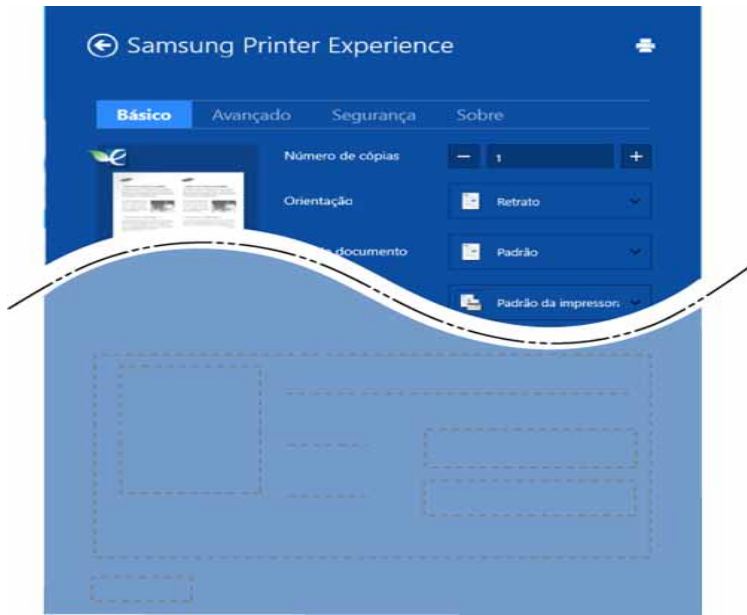 Samsung Printer Experience
Básico Avançado Segurança Sobre
Número de cópias 1
Orientação Retrato
documento Padrão
Padrão da impressora